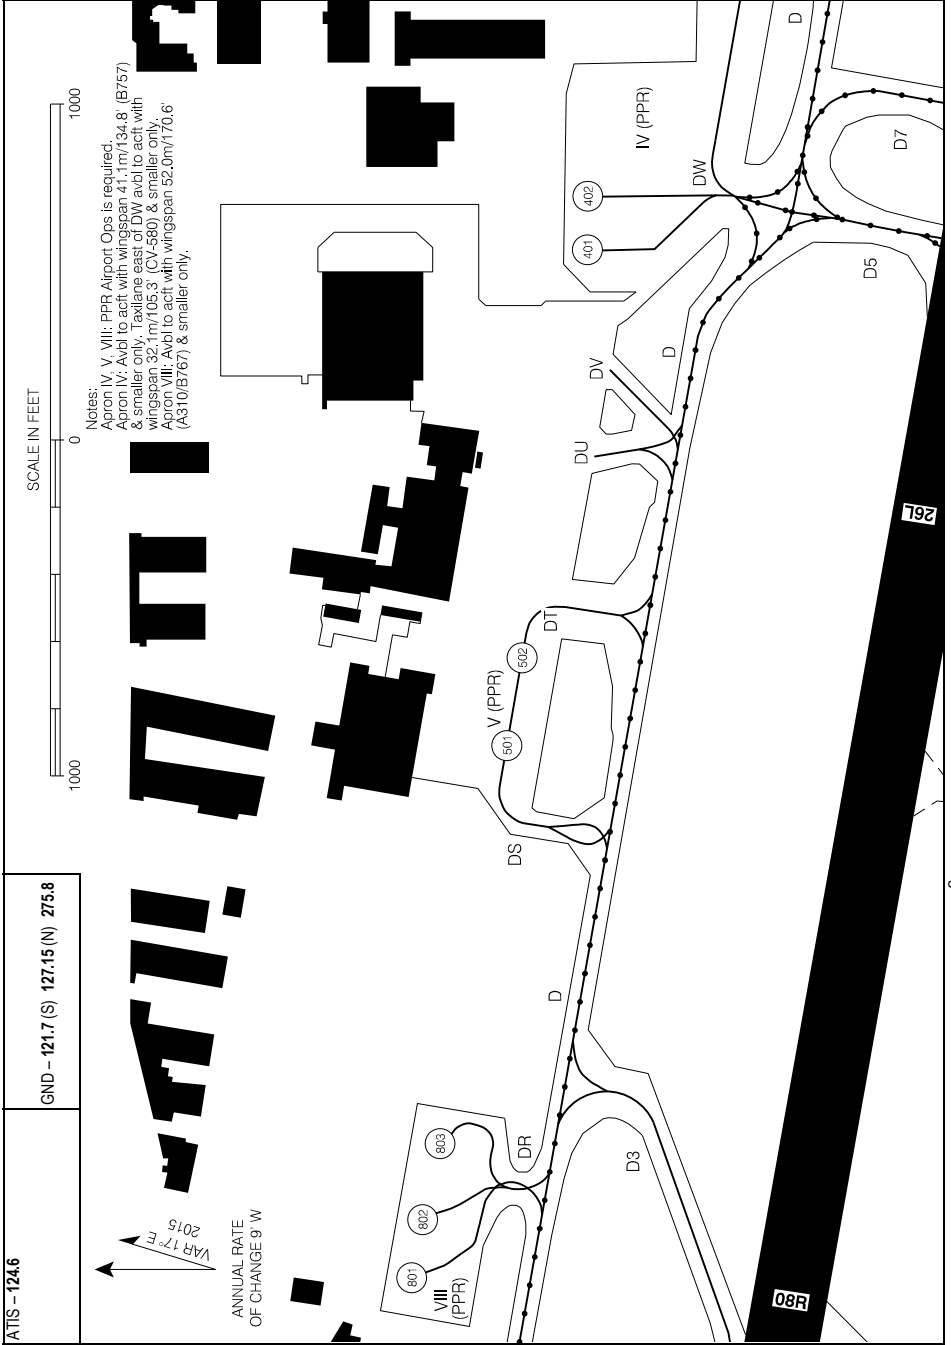 ATIS – 124.6
GND – 121.7 (S) 127.15 (N) 275.8
SCALE IN FEET
1000
0
1000
Notes:
Apron IV, V, VIII: PPR Airport Ops is required.
Apron IV: Avbl to acft with wingspan 41.1m/134.8' (B757)
& smaller only. Taxilane east of DW avbl to acft with
wingspan 32.1m/105.3' (CV-580) & smaller only.
Apron VIII: Avbl to acft with wingspan 52.0m/170.6'
(A310/B767) & smaller only.
VAR 17°E
2015
ANNUAL RATE
OF CHANGE 9' W
VIII
(PPR)
801
802
803
DR
D3
D
DS
501
V (PPR)
502
DT
DU
DV
D
401
402
IV (PPR)
DW
D
D5
D7
08R
26L